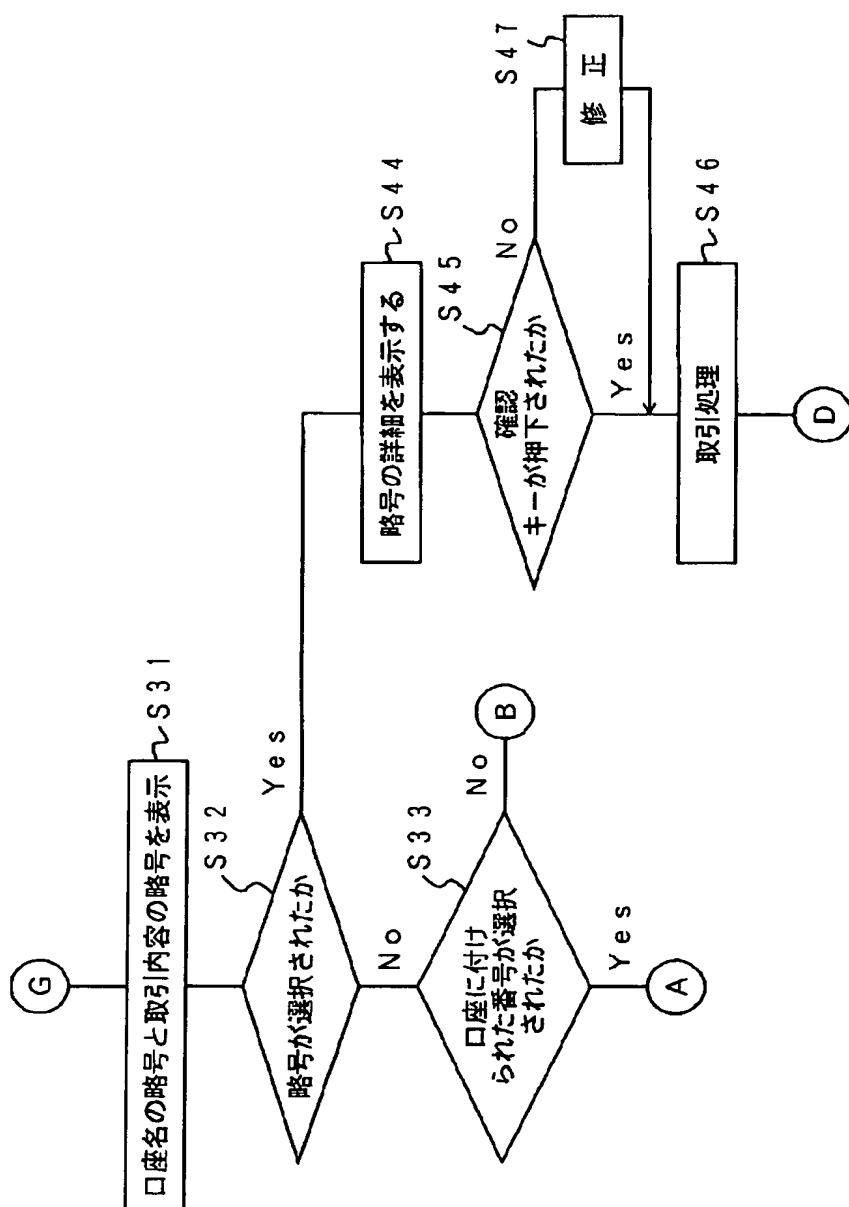 G
口座名の略号と取引内容の略号を表示
S31
略号が選択されたか
S32
Yes
No
口座に付け
られた番号が選択
されたか
S33
No
B
Yes
A
略号の詳細を表示する
S44
確認
キーが押下されたか
S45
No
修正
S47
Yes
取引処理
S46
D